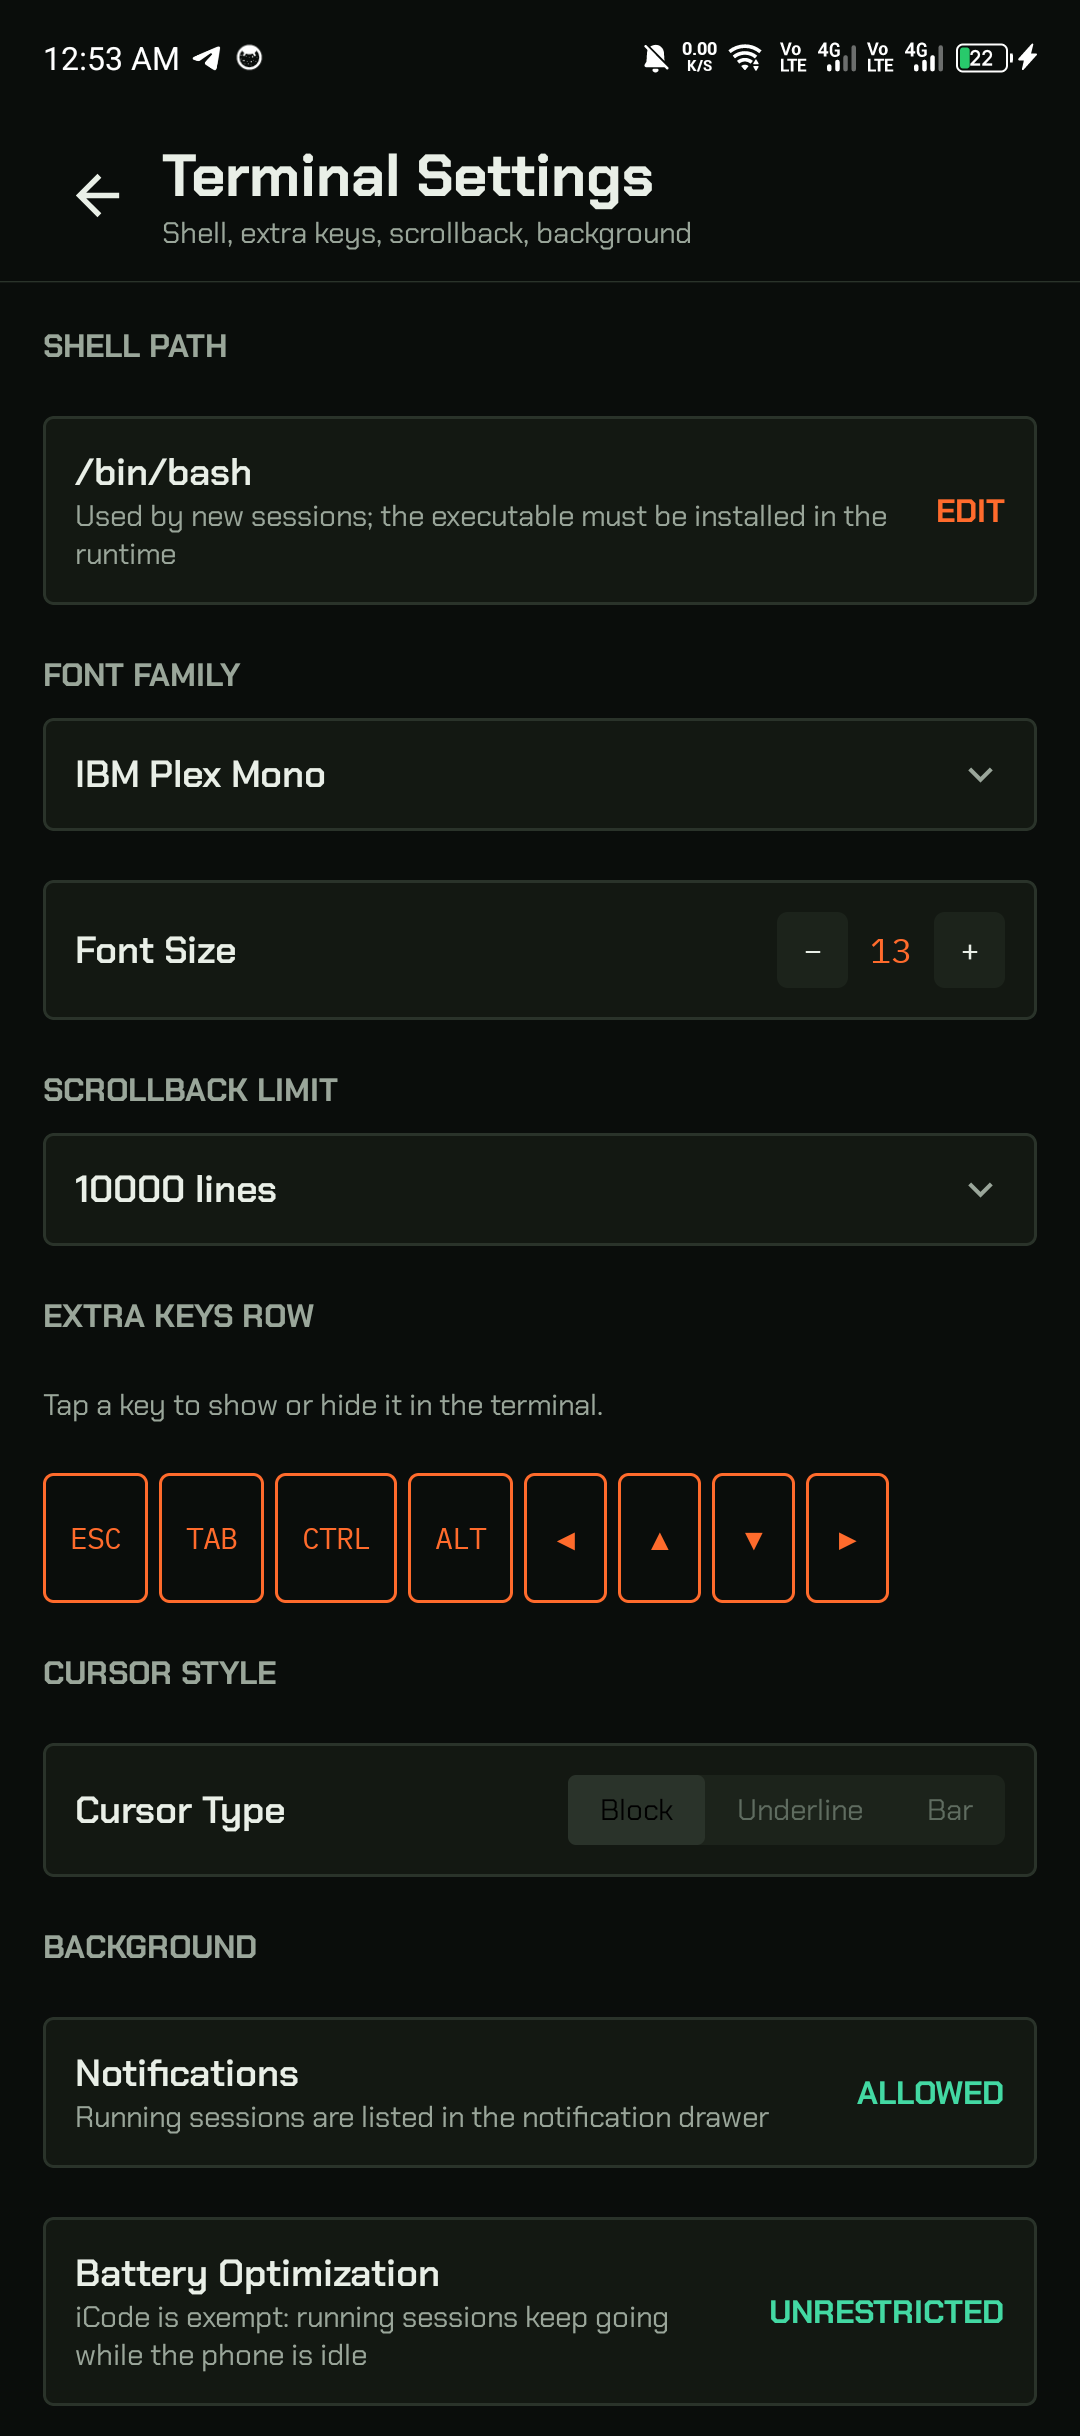 12:53 AM
0.00 K/S
Vo LTE 4G Vo LTE 4G 22
Terminal Settings
Shell, extra keys, scrollback, background
SHELL PATH
/bin/bash
Used by new sessions; the executable must be installed in the
runtime
EDIT
FONT FAMILY
IBM Plex Mono
Font Size
− 13 +
SCROLLBACK LIMIT
10000 lines
EXTRA KEYS ROW
Tap a key to show or hide it in the terminal.
ESC TAB CTRL ALT ◀ ▲ ▼ ▶
CURSOR STYLE
Cursor Type
Block Underline Bar
BACKGROUND
Notifications
Running sessions are listed in the notification drawer
ALLOWED
Battery Optimization
iCode is exempt: running sessions keep going
while the phone is idle
UNRESTRICTED